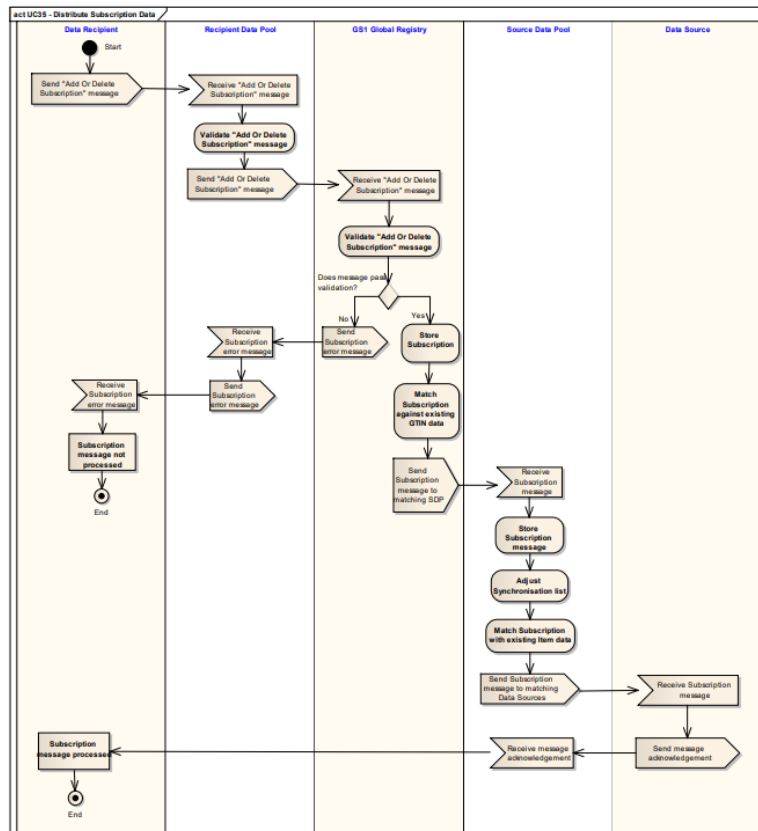 act UC35 - Distribute Subscription Data
Data Recipient
Recipient Data Pool
GS1 Global Registry
Source Data Pool
Data Source
Start
Send "Add Or Delete
Subscription" message
Receive "Add Or Delete
Subscription" message
Validate "Add Or Delete
Subscription" message
Send "Add Or Delete
Subscription" message
Receive "Add Or Delete
Subscription" message
Validate "Add Or Delete
Subscription" message
Does message pass
validation?
No
Yes
Send
Subscription
error message
Receive
Subscription
error message
Send
Subscription
error message
Receive
Subscription
error message
Subscription
message not
processed
End
Store
Subscription
Match
Subscription
against existing
GTIN data
Send
Subscription
message to
matching SDP
Receive
Subscription
message
Store
Subscription
message
Adjust
Synchronisation list
Match Subscription
with existing Item data
Send Subscription
message to matching
Data Sources
Receive Subscription
message
Send message
acknowledgement
Receive message
acknowledgement
Subscription
message processed
End